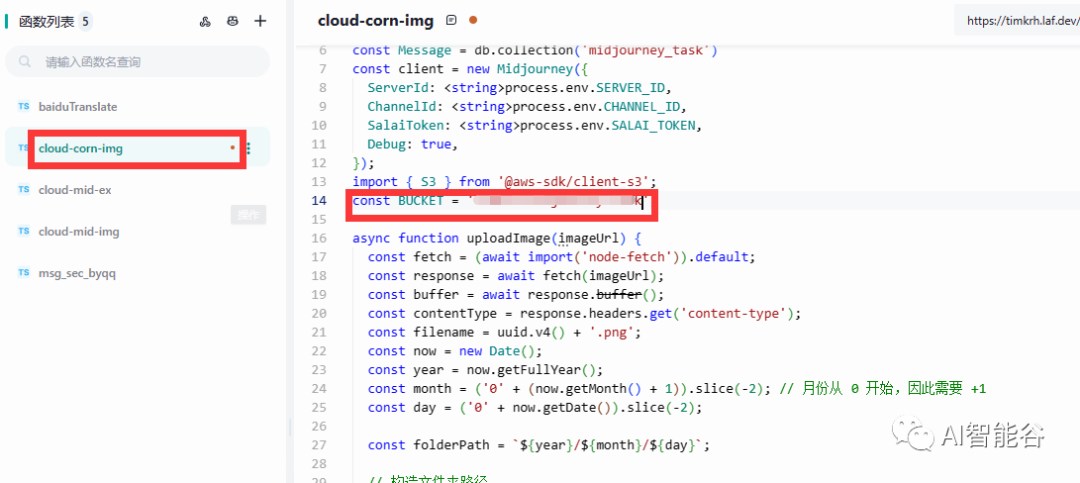 函数列表 5
请输入函数名查询
TS baiduTranslate
TS cloud-corn-img
TS cloud-mid-ex
操作
TS cloud-mid-img
TS msg_sec_byqq
cloud-corn-img
https://timkrh.laf.dev/
6 const Message = db.collection('midjourney_task')
7 const client = new Midjourney({
8 ServerId: <string>process.env.SERVER_ID,
9 ChannelId: <string>process.env.CHANNEL_ID,
10 SalaiToken: <string>process.env.SALAI_TOKEN,
11 Debug: true,
12 });
13 import { S3 } from '@aws-sdk/client-s3';
14 const BUCKET = '
15
16 async function uploadImage(imageUrl) {
17 const fetch = (await import('node-fetch')).default;
18 const response = await fetch(imageUrl);
19 const buffer = await response.buffer();
20 const contentType = response.headers.get('content-type');
21 const filename = uuid.v4() + '.png';
22 const now = new Date();
23 const year = now.getFullYear();
24 const month = ('0' + (now.getMonth() + 1)).slice(-2); // 月份从 0 开始，因此需要 +1
25 const day = ('0' + now.getDate()).slice(-2);
26
27 const folderPath = `${year}/${month}/${day}`;
28
29 // 构造文件夹路径
AI智能谷